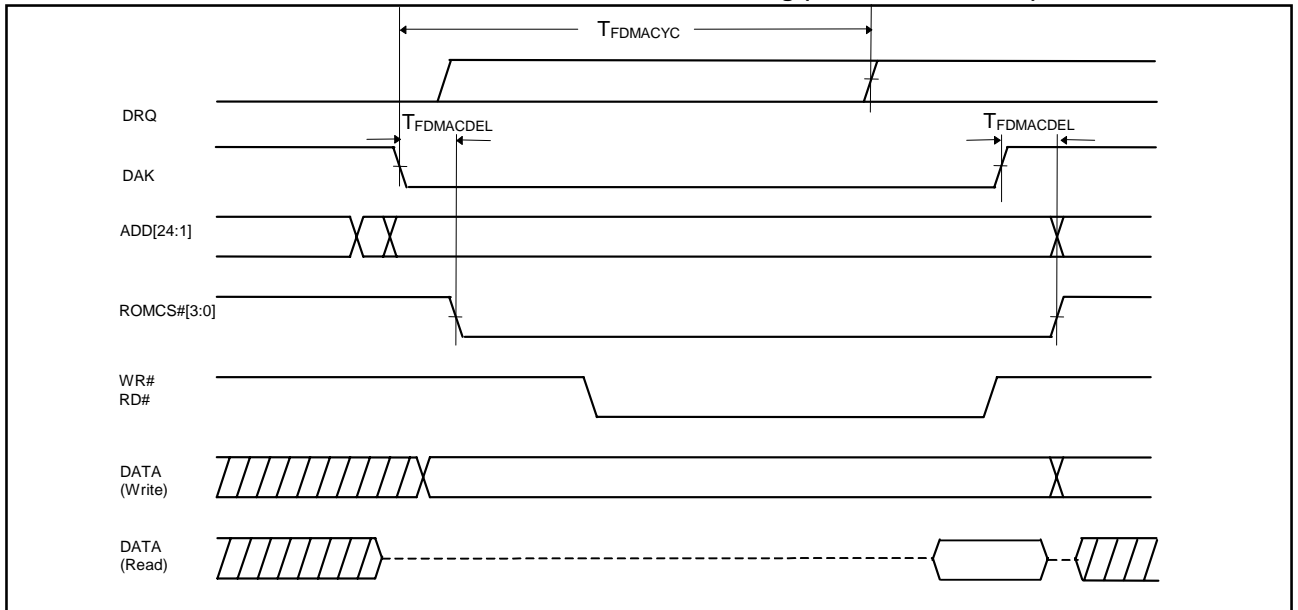 TFDMACYC
DRQ
TFDMACDEL TFDMACDEL
DAK
ADD[24:1]
ROMCS#[3:0]
WR#
RD#
DATA
(Write)
DATA
(Read)